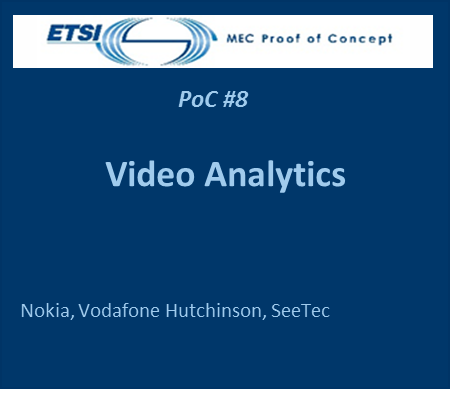 ETSI MEC Proof of Concept
PoC #8
Video Analytics
Nokia, Vodafone Hutchinson, SeeTec